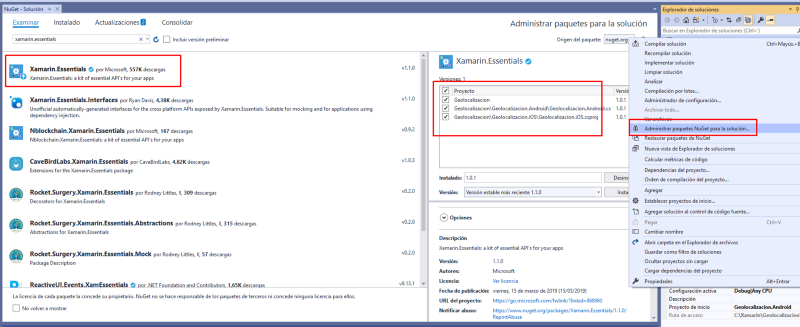 NuGet - Solución
Examinar
Instalado
Actualizaciones 2
Consolidar
Administrar paquetes para la solución
xamarin.essentials
Incluir versión preliminar
Origen del paquete: nuget.org
Xamarin.Essentials por Microsoft, 557K descargas
v1.1.0
Xamarin.Essentials: a kit of essential API's for your apps
Xamarin.Essentials.Interfaces por Ryan Davis, 4,38K descargas
v1.1.0
Unofficial automatically-generated interfaces for the cross platform APIs exposed by Xamarin.Essentials. Suitable for mocking and for applications using
dependency injection.
Nblockchain.Xamarin.Essentials por Microsoft, 167 descargas
v0.9.2
Xamarin.Essentials: a kit of essential API's for your apps
CaveBirdLabs.Xamarin.Essentials por CaveBirdLabs, 4,82K descargas
v1.0.3
Extensions for the Xamarin.Essentials package
Rocket.Surgery.Xamarin.Essentials por Rodney Littles, II, 309 descargas
v0.2.0
Decorators for Xamarin.Essentials
Rocket.Surgery.Xamarin.Essentials.Abstractions por Rodney Littles, II, 315 descargas
v0.2.0
Abstractions for Xamarin.Essentials
Rocket.Surgery.Xamarin.Essentials.Mock por Rodney Littles, II, 57 descargas
v0.2.0
Package Description
ReactiveUI.Events.XamEssentials por .NET Foundation and Contributors, 1,65K descargas
v9.13.1
La licencia de cada paquete la concede su propietario. NuGet no se hace responsable de los paquetes de terceros ni concede ninguna licencia para ellos.
No volver a mostrar
Xamarin.Essentials
Versiones: 1
Proyecto
Versió
Geolocalizacion
1.0.1
Geolocalizacion\Geolocalizacion.Android\Geolocalizacion.Android.cs
1.0.1
Geolocalizacion\Geolocalizacion.iOS\Geolocalizacion.iOS.csproj
1.0.1
Instalado:
1.0.1
Desins
Versión:
Versión estable más reciente 1.1.0
Insta
Opciones
Descripción
Xamarin.Essentials: a kit of essential API's for your apps
Versión:
1.1.0
Autores:
Microsoft
Licencia:
Ver licencia
Fecha de publicación: viernes, 15 de marzo de 2019 (15/03/2019)
URL del proyecto:
https://go.microsoft.com/fwlink/?linkid=868960
Notificar abuso:
https://www.nuget.org/packages/Xamarin.Essentials/1.1.0/
ReportAbuse
Explorador de soluciones
Buscar en Explorador de soluciones
Compilar solución
Ctrl+Mayús+B
Recompilar solución
Implementar solución
Limpiar solución
Analizar
Compilación por lotes...
Administrador de configuración...
Archivar todo...
Ver archivos
Administrar paquetes NuGet para la solución...
Restaurar paquetes de NuGet
Nueva vista de Explorador de soluciones
Calcular métricas de código
Dependencias del proyecto...
Orden de compilación del proyecto...
Agregar
Establecer proyectos de inicio...
Agregar solución al control de código fuente...
Pegar
Ctrl+V
Cambiar nombre
Abrir carpeta en el Explorador de archivos
Guardar como filtro de soluciones
Ocultar proyectos sin cargar
Cargar dependencias del proyecto
Propiedades
Alt+Entrar
Configuración activa
Debug|Any CPU
Descripción
Proyecto de inicio
Geolocalizacion.Android
Ruta de acceso
C:\Xamarin\Geolocalizacion\